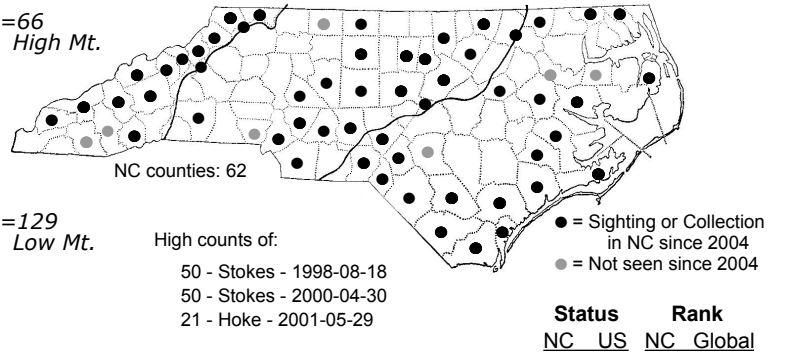 =66
High Mt.
NC counties: 62
=129
Low Mt.
High counts of:
50 - Stokes - 1998-08-18
50 - Stokes - 2000-04-30
21 - Hoke - 2001-05-29
= Sighting or Collection
in NC since 2004
= Not seen since 2004
Status Rank
NC US NC Global